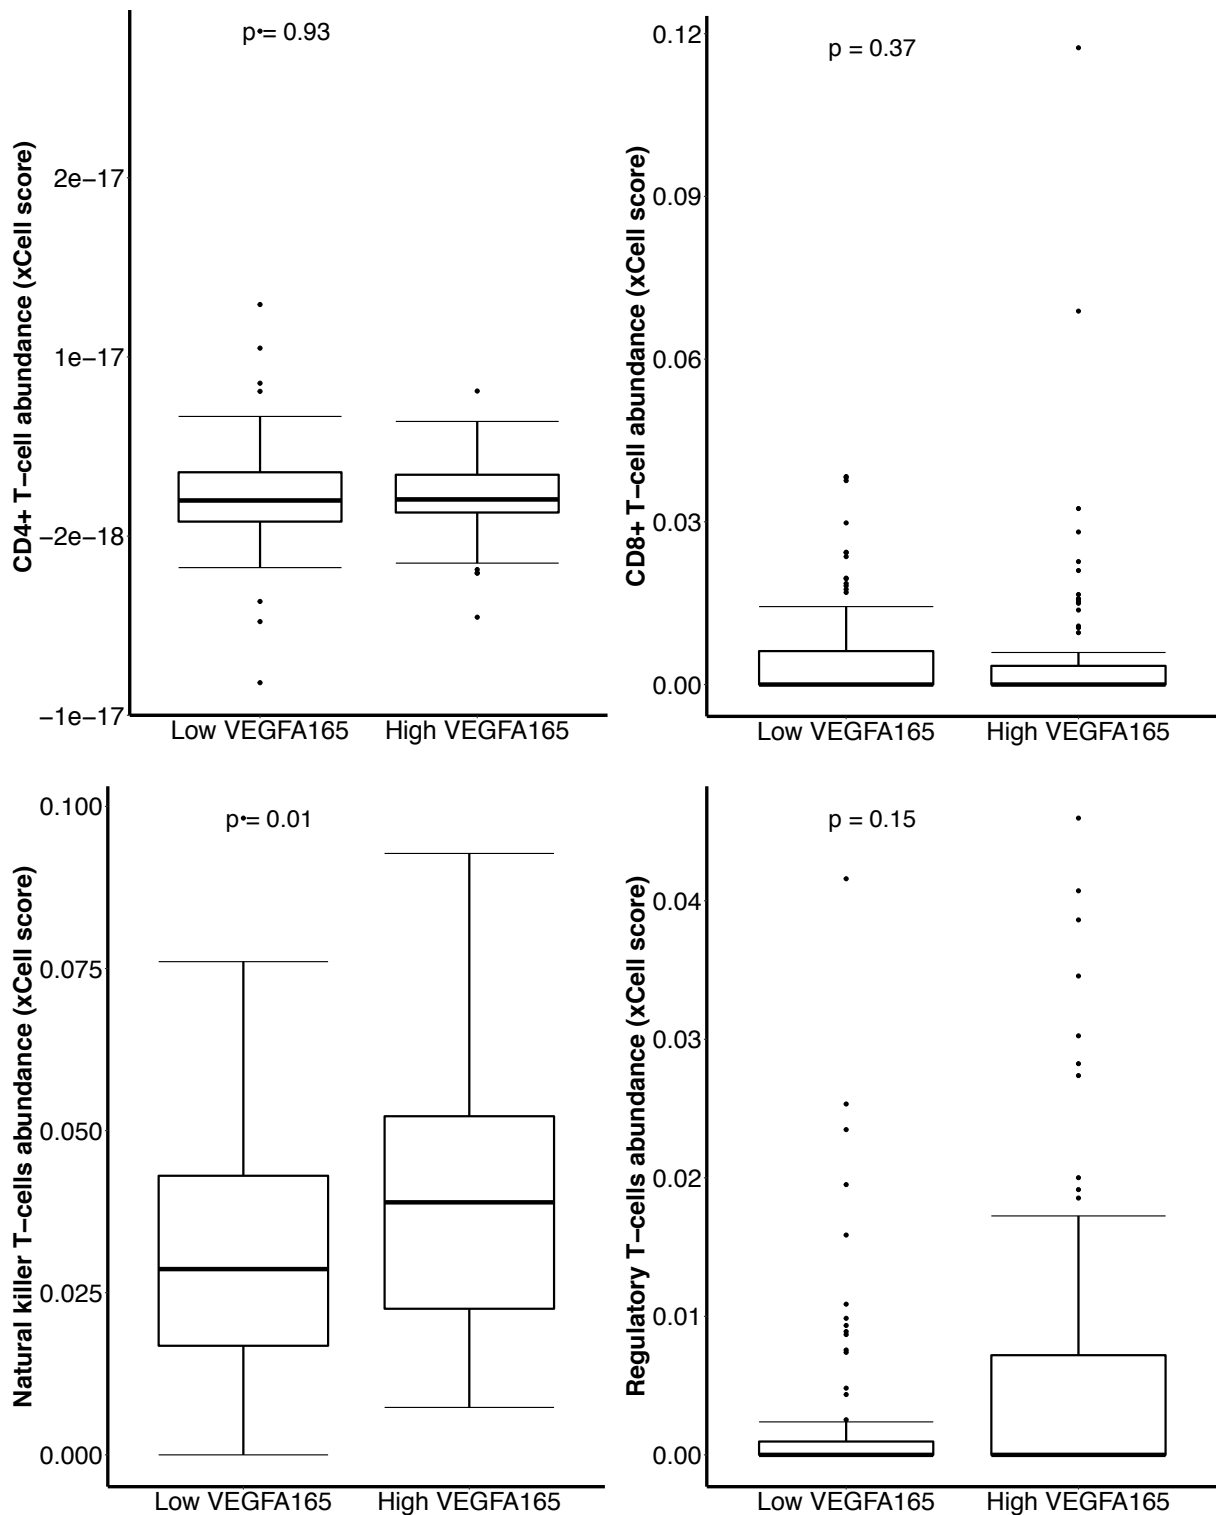 p = 0.93
CD4+ T−cell abundance (xCell score)
2e−17
1e−17
−2e−18
−1e−17
Low VEGFA165
High VEGFA165
p = 0.37
CD8+ T−cell abundance (xCell score)
0.12
0.09
0.06
0.03
0.00
Low VEGFA165
High VEGFA165
p = 0.01
Natural killer T−cells abundance (xCell score)
0.100
0.075
0.050
0.025
0.000
Low VEGFA165
High VEGFA165
p = 0.15
Regulatory T−cells abundance (xCell score)
0.04
0.03
0.02
0.01
0.00
Low VEGFA165
High VEGFA165